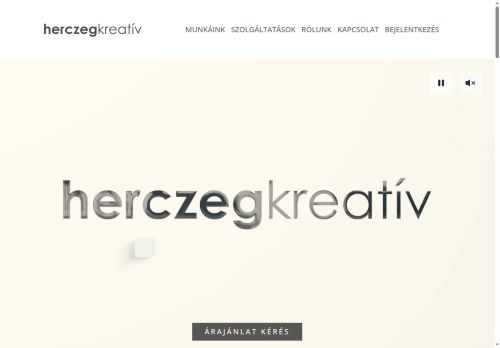 herczegkreatív
MUNKÁINK SZOLGÁLTATÁSOK RÓLUNK KAPCSOLAT BEJELENTKEZÉS
herczegkreatív
ÁRAJÁNLAT KÉRÉS